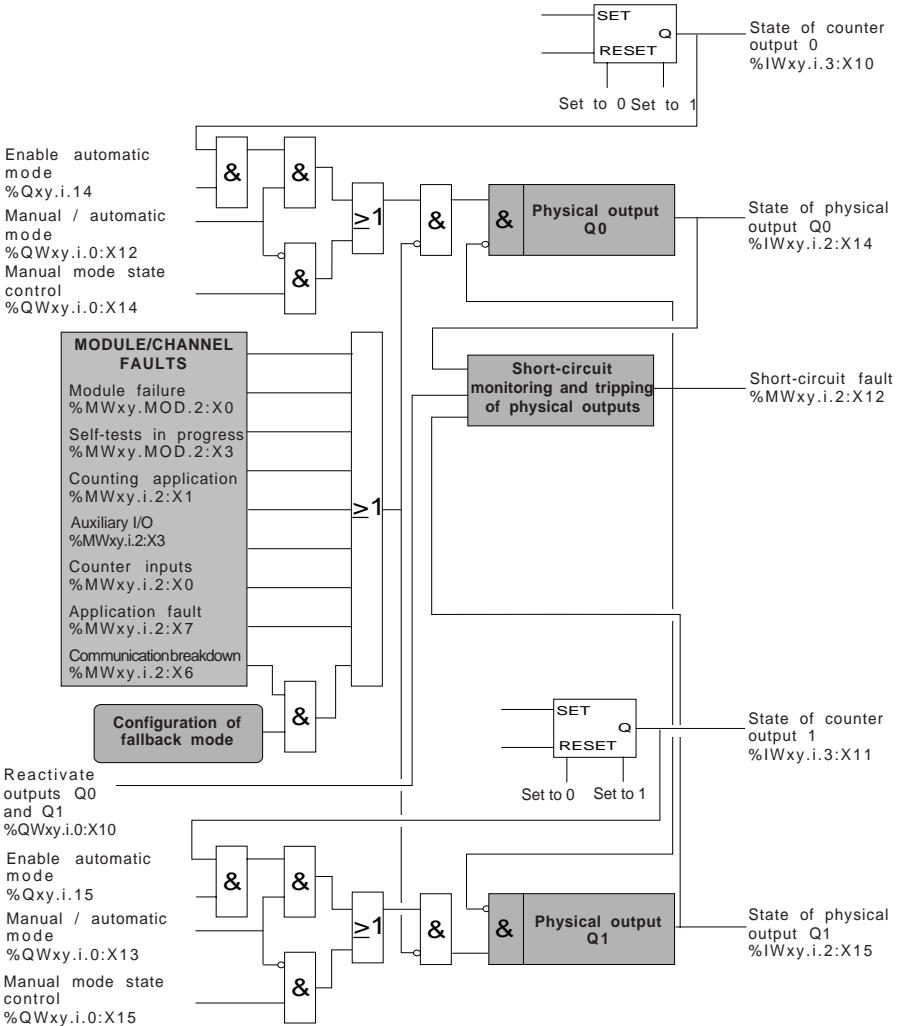 SET
Q
RESET
Set to 0 Set to 1
State of counter
output 0
%IWxy.i.3:X10
Enable automatic
mode
%Qxy.i.14
Manual / automatic
mode
%QWxy.i.0:X12
Manual mode state
control
%QWxy.i.0:X14
&
&
&
≥1
&
&
Physical output
Q0
State of physical
output Q0
%IWxy.i.2:X14
MODULE/CHANNEL
FAULTS
Module failure
%MWxy.MOD.2:X0
Self-tests in progress
%MWxy.MOD.2:X3
Counting application
%MWxy.i.2:X1
Auxiliary I/O
%MWxy.i.2:X3
Counter inputs
%MWxy.i.2:X0
Application fault
%MWxy.i.2:X7
Communication breakdown
%MWxy.i.2:X6
≥1
Short-circuit
monitoring and tripping
of physical outputs
Short-circuit fault
%MWxy.i.2:X12
Configuration of
fallback mode
&
SET
Q
RESET
Set to 0 Set to 1
State of counter
output 1
%IWxy.i.3:X11
Reactivate
outputs Q0
and Q1
%QWxy.i.0:X10
Enable automatic
mode
%Qxy.i.15
Manual / automatic
mode
%QWxy.i.0:X13
Manual mode state
control
%QWxy.i.0:X15
&
&
&
≥1
&
&
Physical output
Q1
State of physical
output Q1
%IWxy.i.2:X15